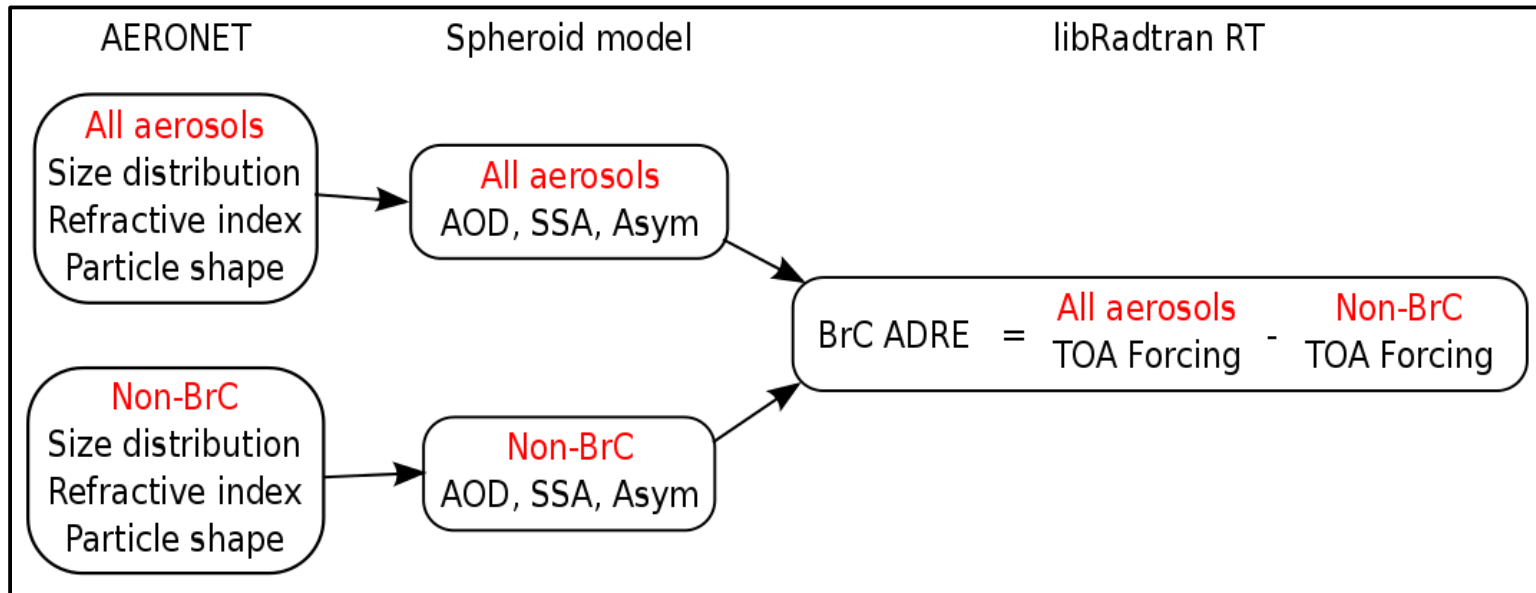 AERONET
Spheroid model
libRadtran RT
All aerosols
Size distribution
Refractive index
Particle shape
All aerosols
AOD, SSA, Asym
Non-BrC
Size distribution
Refractive index
Particle shape
Non-BrC
AOD, SSA, Asym
BrC ADRE =
All aerosols
TOA Forcing
-
Non-BrC
TOA Forcing